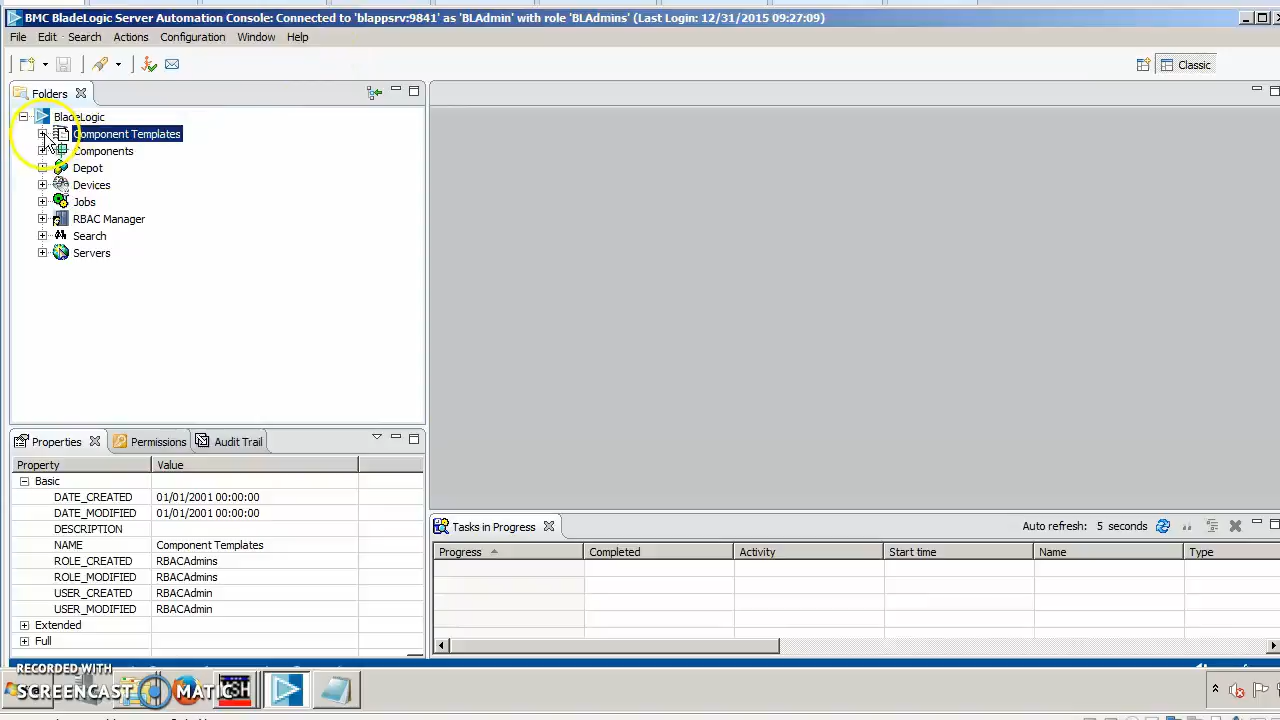 BMC BladeLogic Server Automation Console: Connected to 'blappsrv:9841' as 'BLAdmin' with role 'BLAdmins' (Last Login: 12/31/2015 09:27:09)
File Edit Search Actions Configuration Window Help
Classic
Folders
BladeLogic
Component Templates
Components
Depot
Devices
Jobs
RBAC Manager
Search
Servers
Properties Permissions Audit Trail
Property Value
Basic
DATE_CREATED 01/01/2001 00:00:00
DATE_MODIFIED 01/01/2001 00:00:00
DESCRIPTION
NAME Component Templates
ROLE_CREATED RBACAdmins
ROLE_MODIFIED RBACAdmins
USER_CREATED RBACAdmin
USER_MODIFIED RBACAdmin
Extended
Full
Tasks in Progress Auto refresh: 5 seconds
Progress Completed Activity Start time Name Type
RECORDED WITH
SCREENCAST MATIC